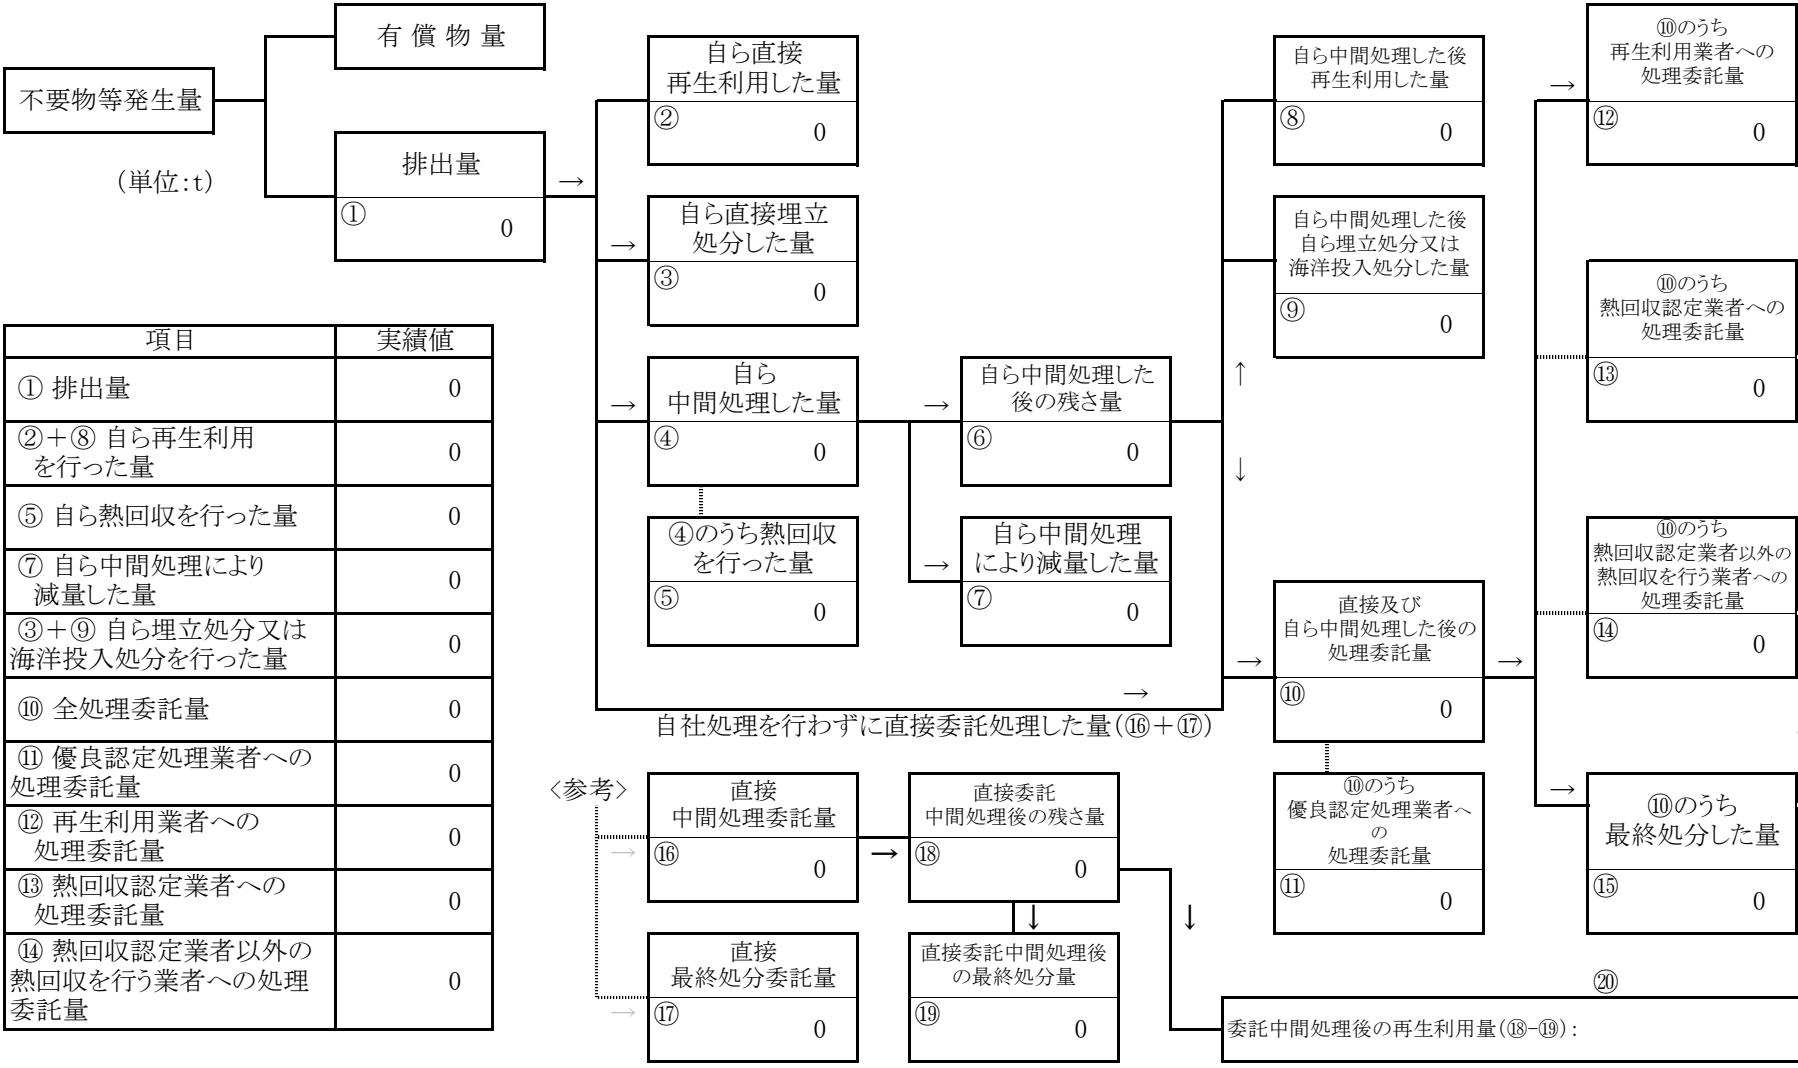 有 償 物 量
不要物等発生量
(単位:t)
排出量
→
①
0
自ら直接
再生利用した量
②
0
→
自ら直接埋立
処分した量
③
0
→
自ら
中間処理した量
④
0
④のうち熱回収
を行った量
⑤
0
→
自ら中間処理した
後の残さ量
⑥
0
→
自ら中間処理
により減量した量
⑦
0
自ら中間処理した後
再生利用した量
⑧
0
自ら中間処理した後
自ら埋立処分又は
海洋投入処分した量
⑨
0
↑
↓
→
直接及び
自ら中間処理した後の
処理委託量
⑩
0
→
⑩のうち
優良認定処理業者へ
の
処理委託量
⑪
0
→
⑩のうち
再生利用業者への
処理委託量
⑫
0
⑩のうち
熱回収認定業者への
処理委託量
⑬
0
⑩のうち
熱回収認定業者以外の
熱回収を行う業者への
処理委託量
⑭
0
→
⑩のうち
最終処分した量
⑮
0
→
自社処理を行わずに直接委託処理した量(⑯+⑰)
項目 実績値
① 排出量 0
②+⑧ 自ら再生利用
を行った量 0
⑤ 自ら熱回収を行った量 0
⑦ 自ら中間処理により
減量した量 0
③+⑨ 自ら埋立処分又は
海洋投入処分を行った量 0
⑩ 全処理委託量 0
⑪ 優良認定処理業者への
処理委託量 0
⑫ 再生利用業者への
処理委託量 0
⑬ 熱回収認定業者への
処理委託量 0
⑭ 熱回収認定業者以外の
熱回収を行う業者への処理
委託量 0
〈参考〉
→
直接
中間処理委託量
⑯
0
→
直接委託
中間処理後の残さ量
⑱
0
↓
↓
→
直接
最終処分委託量
⑰
0
直接委託中間処理後
の最終処分量
⑲
0
⑳
委託中間処理後の再生利用量(⑱-⑲):